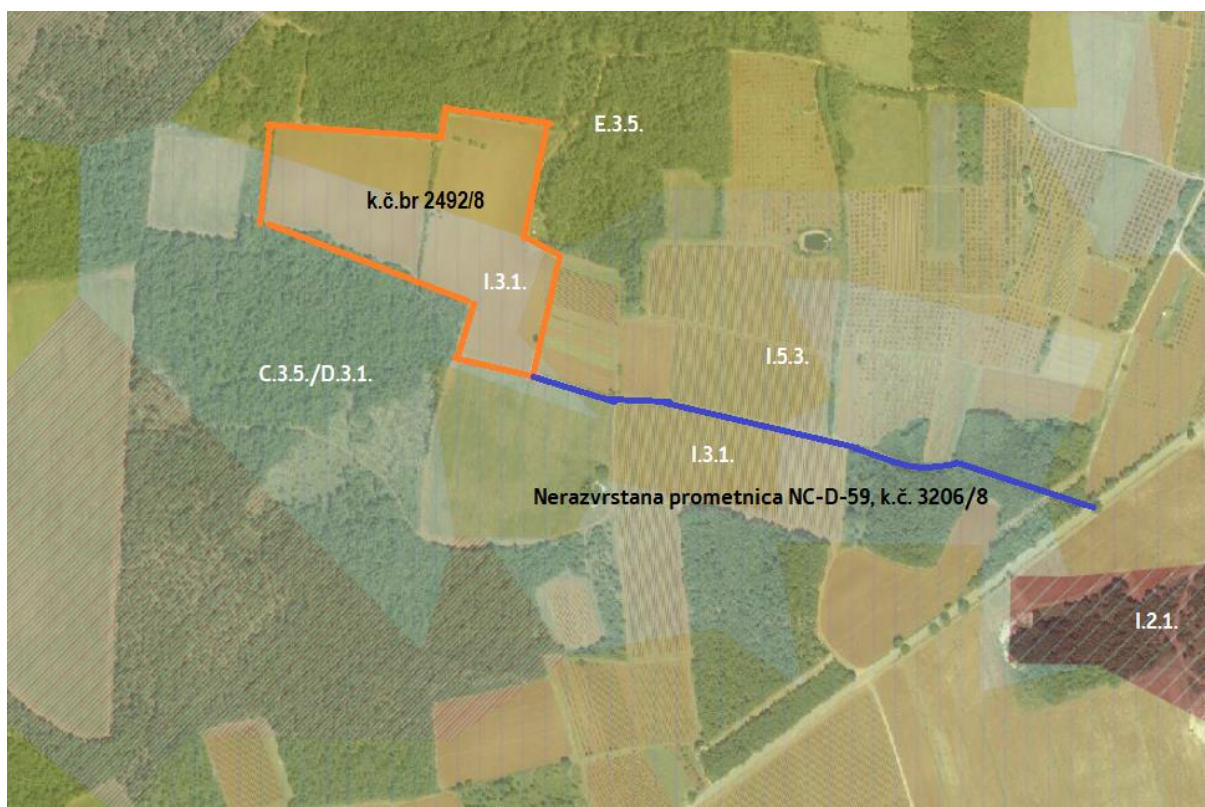 E.3.5.
k.č.br 2492/8
I.3.1.
I.5.3.
C.3.5./D.3.1.
I.3.1.
Nerazvrstana prometnica NC-D-59, k.č. 3206/8
I.2.1.